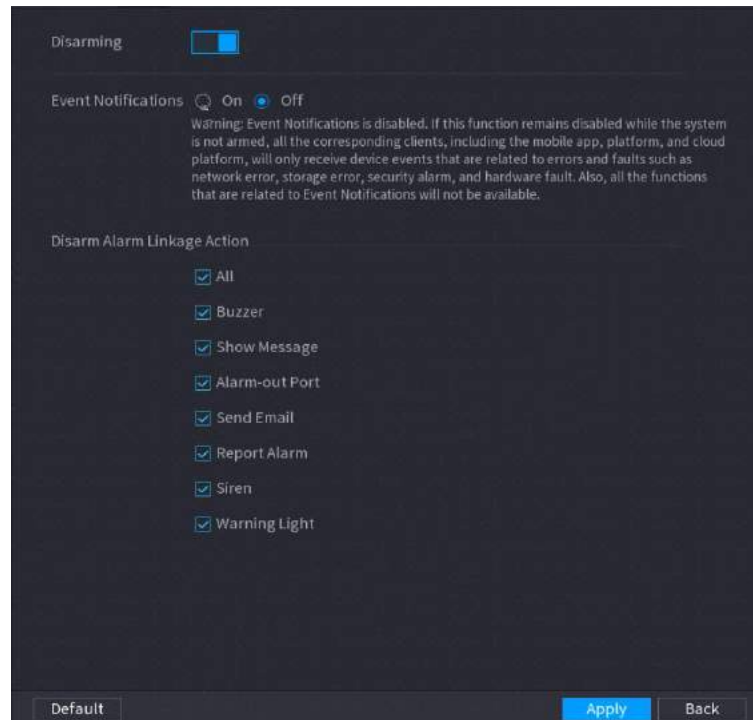 Disarming
Event Notifications On Off
Warning: Event Notifications is disabled. If this function remains disabled while the system
is not armed, all the corresponding clients, including the mobile app, platform, and cloud
platform, will only receive device events that are related to errors and faults such as
network error, storage error, security alarm, and hardware fault. Also, all the functions
that are related to Event Notifications will not be available.
Disarm Alarm Linkage Action
All
Buzzer
Show Message
Alarm-out Port
Send Email
Report Alarm
Siren
Warning Light
Default Apply Back